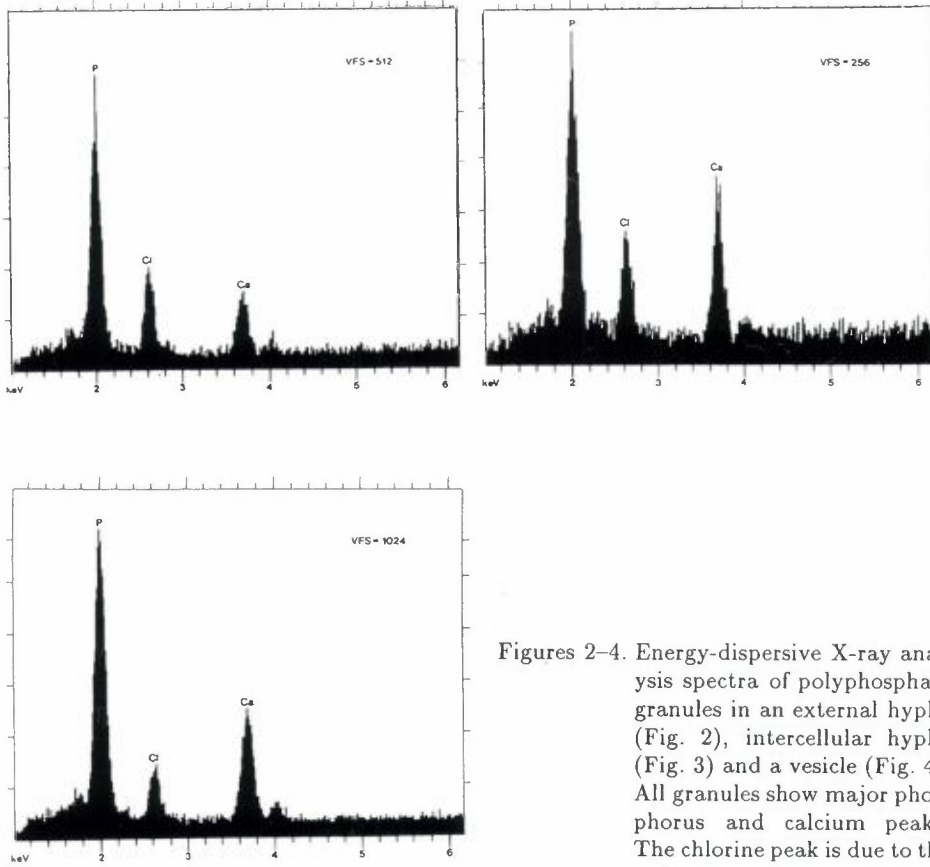 P
VFS = 512
Cl
Ca
keV 2 3 4 5 6
P
VFS = 256
Ca
Cl
keV 2 3 4 5 6
P
VFS = 1024
Ca
Cl
keV 2 3 4 5 6
Figures 2–4. Energy-dispersive X-ray ana
ysis spectra of polyphospha
granules in an external hyph
(Fig. 2), intercellular hyph
(Fig. 3) and a vesicle (Fig. 4
All granules show major pho
phorus and calcium peak
The chlorine peak is due to th